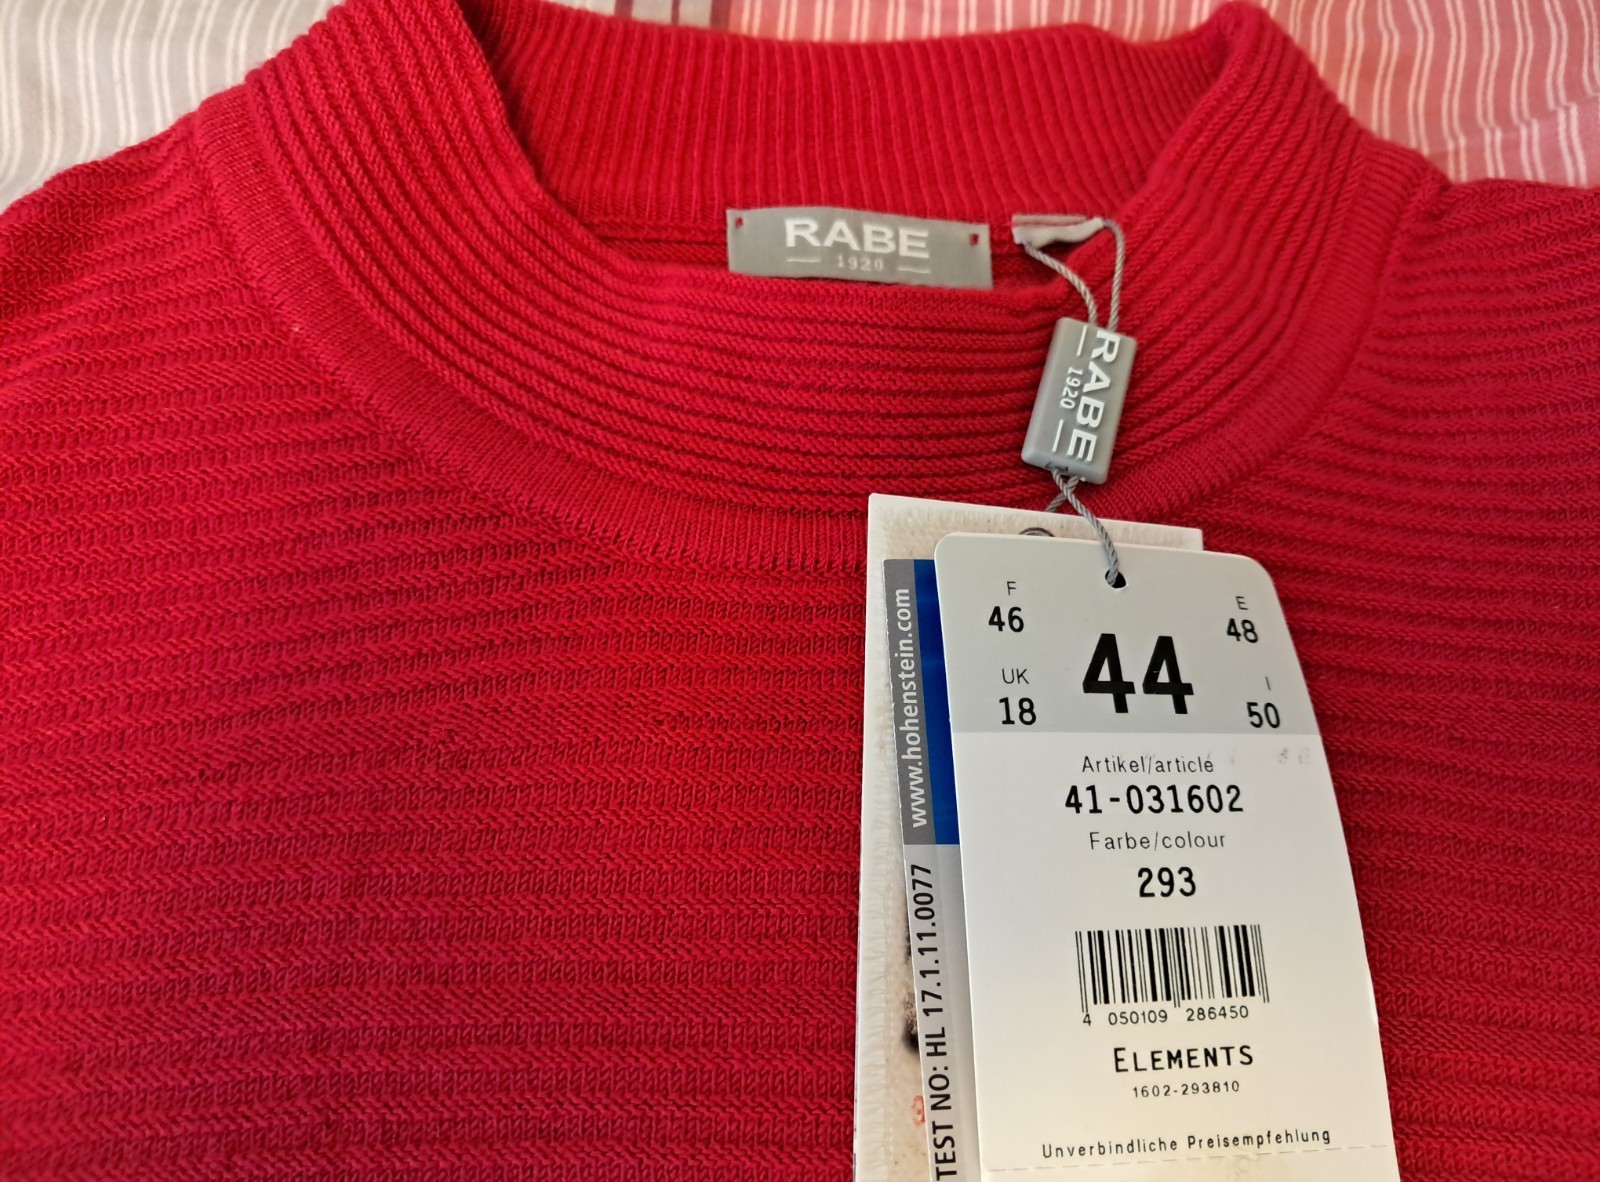 RABE
1920
RABE
1920
www.hohenstein.com
TEST NO: HL 17.1.11.0077
F
46
E
48
44
UK
18
I
50
Artikel/article
41-031602
Farbe/colour
293
4 050109 286450
ELEMENTS
1602-293810
Unverbindliche Preisempfehlung